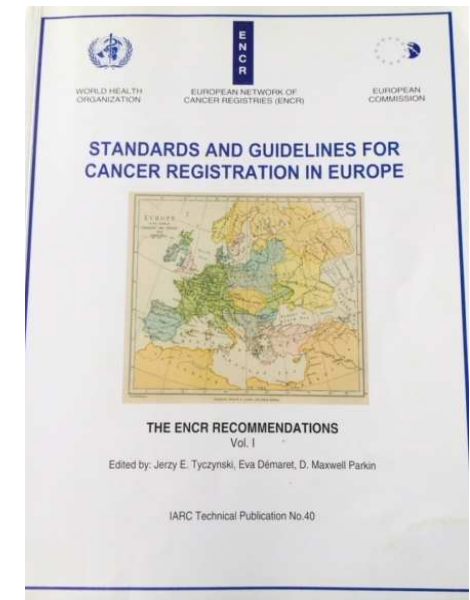 E
N
C
R
WORLD HEALTH
ORGANIZATION
EUROPEAN NETWORK OF
CANCER REGISTRIES (ENCR)
EUROPEAN
COMMISSION
STANDARDS AND GUIDELINES FOR
CANCER REGISTRATION IN EUROPE
EUROPE
THE ENCR RECOMMENDATIONS
Vol. I
Edited by: Jerzy E. Tyczynski, Eva Démaret, D. Maxwell Parkin
IARC Technical Publication No.40